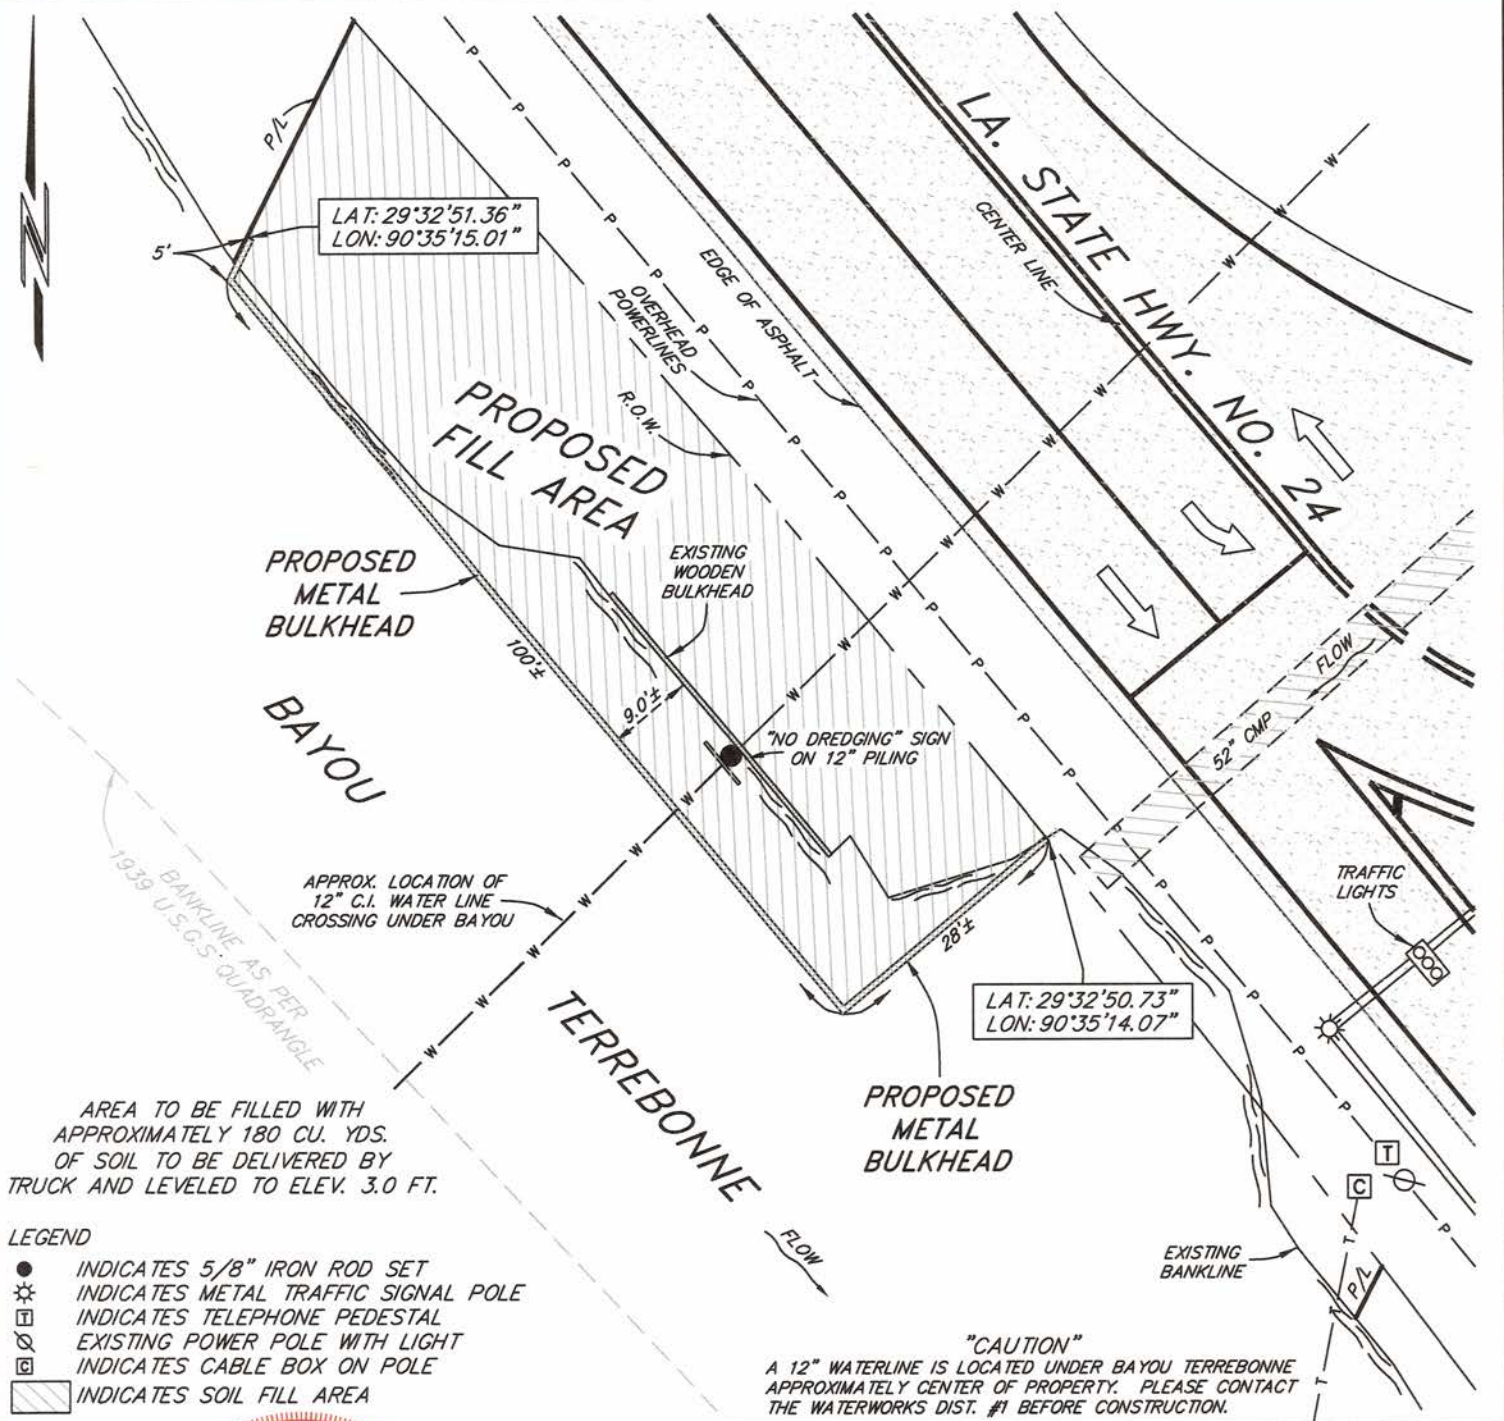 P/L
LAT: 29°32'51.36"
LON: 90°35'15.01"
5'
LA. STATE HWY. NO. 24
CENTER LINE
EDGE OF ASPHALT
OVERHEAD
POWERLINES
R.O.W.
PROPOSED
FILL AREA
PROPOSED
METAL
BULKHEAD
EXISTING
WOODEN
BULKHEAD
100'±
9.0'±
"NO DREDGING" SIGN
ON 12" PILING
FLOW
52" CMP
BAYOU
TERREBONNE
BANKLINE AS PER
1939 U.S.G.S QUADRANGLE
APPROX. LOCATION OF
12" C.I. WATER LINE
CROSSING UNDER BAYOU
28'±
TRAFFIC
LIGHTS
LAT: 29°32'50.73"
LON: 90°35'14.07"
PROPOSED
METAL
BULKHEAD
AREA TO BE FILLED WITH
APPROXIMATELY 180 CU. YDS.
OF SOIL TO BE DELIVERED BY
TRUCK AND LEVELED TO ELEV. 3.0 FT.
T
C
FLOW
EXISTING
BANKLINE
P/L
LEGEND
INDICATES 5/8" IRON ROD SET
INDICATES METAL TRAFFIC SIGNAL POLE
T INDICATES TELEPHONE PEDESTAL
EXISTING POWER POLE WITH LIGHT
C INDICATES CABLE BOX ON POLE
INDICATES SOIL FILL AREA
"CAUTION"
A 12" WATERLINE IS LOCATED UNDER BAYOU TERREBONNE
APPROXIMATELY CENTER OF PROPERTY. PLEASE CONTACT
THE WATERWORKS DIST. #1 BEFORE CONSTRUCTION.